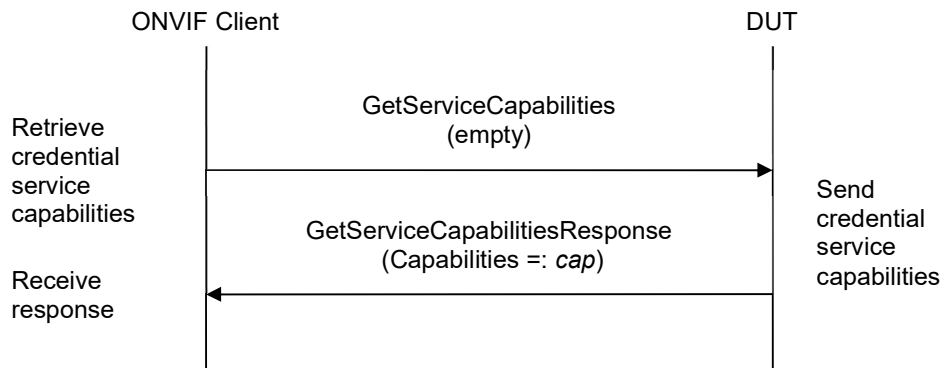 ONVIF Client
DUT
GetServiceCapabilities
(empty)
Retrieve
credential
service
capabilities
Send
credential
service
capabilities
GetServiceCapabilitiesResponse
(Capabilities =: cap)
Receive
response